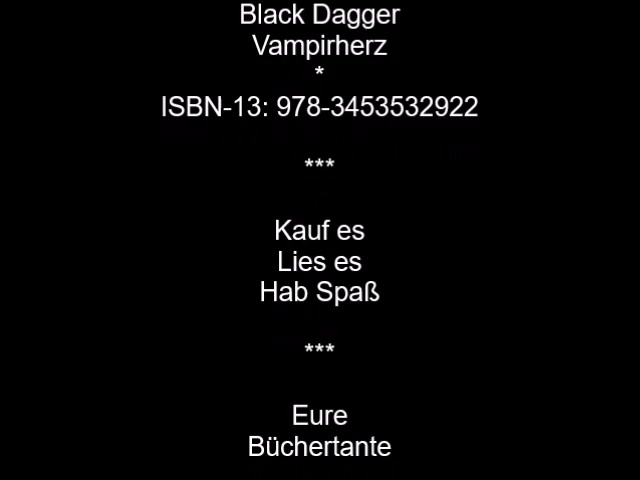 Black Dagger
Vampirherz
*
ISBN-13: 978-3453532922
***
Kauf es
Lies es
Hab Spaß
***
Eure
Büchertante